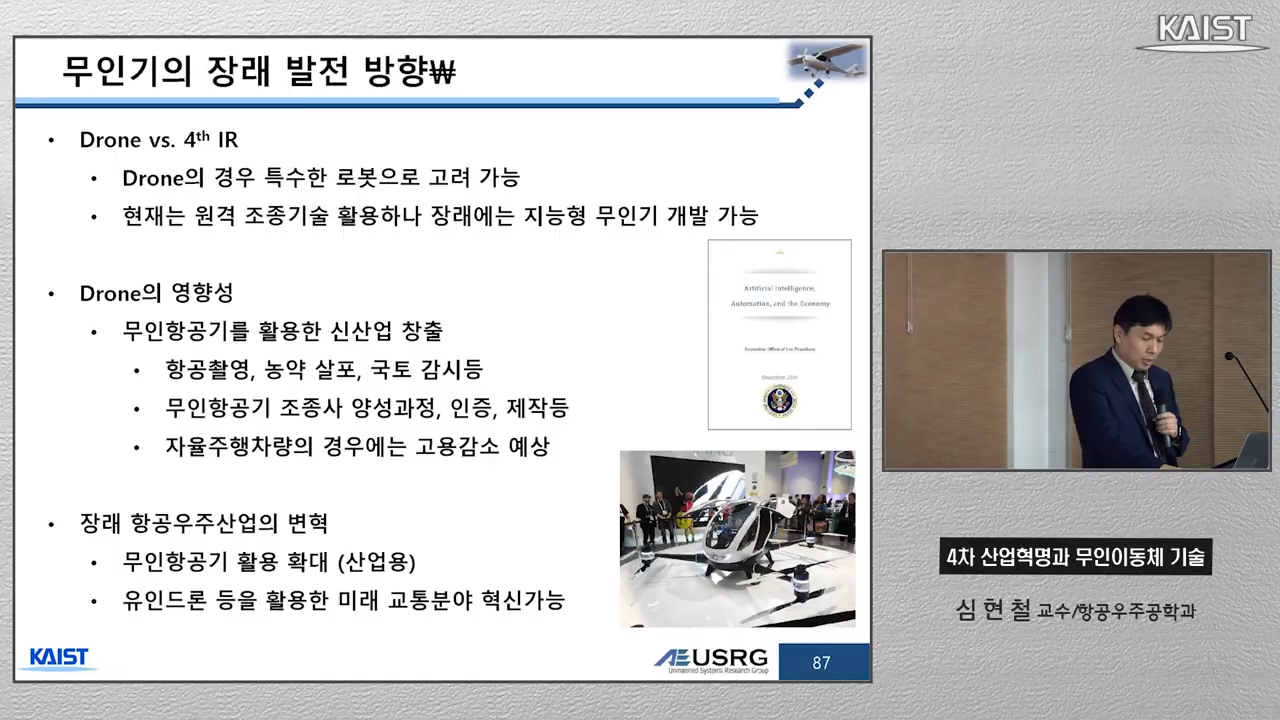 KAIST
무인기의 장래 발전 방향₩
• Drone vs. 4th IR
• Drone의 경우 특수한 로봇으로 고려 가능
• 현재는 원격 조종기술 활용하나 장래에는 지능형 무인기 개발 가능
• Drone의 영향성
• 무인항공기를 활용한 신산업 창출
• 항공촬영, 농약 살포, 국토 감시등
• 무인항공기 조종사 양성과정, 인증, 제작등
• 자율주행차량의 경우에는 고용감소 예상
Artificial Intelligence,
Automation, and the Economy
Executive Office of the President
December 2016
• 장래 항공우주산업의 변혁
• 무인항공기 활용 확대 (산업용)
• 유인드론 등을 활용한 미래 교통분야 혁신가능
KAIST
AE USRG
Unmanned Systems Research Group
87
4차 산업혁명과 무인이동체 기술
심현철 교수/항공우주공학과